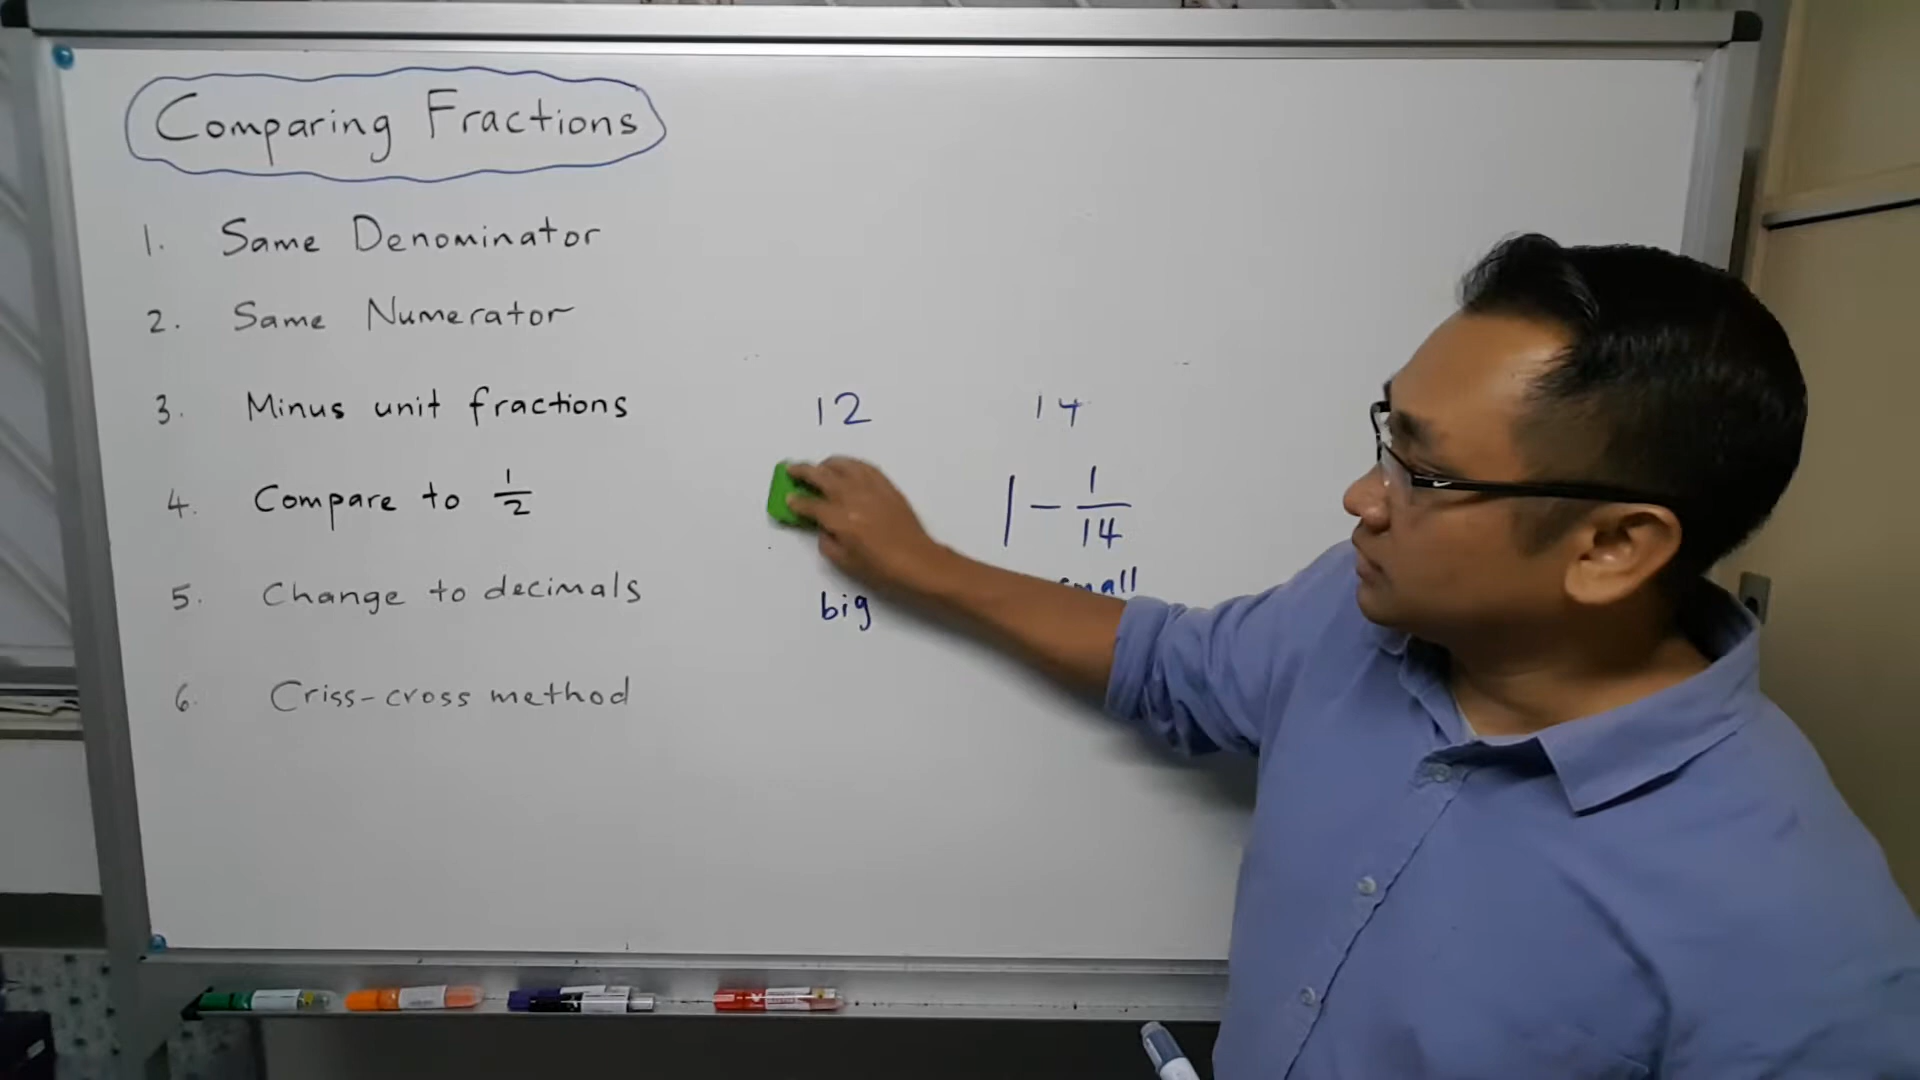 Comparing Fractions
1. Same Denominator
2. Same Numerator
3. Minus unit fractions
12 14
4. Compare to 1/2
1 - 1/14
5. Change to decimals
big small
6. Criss-cross method